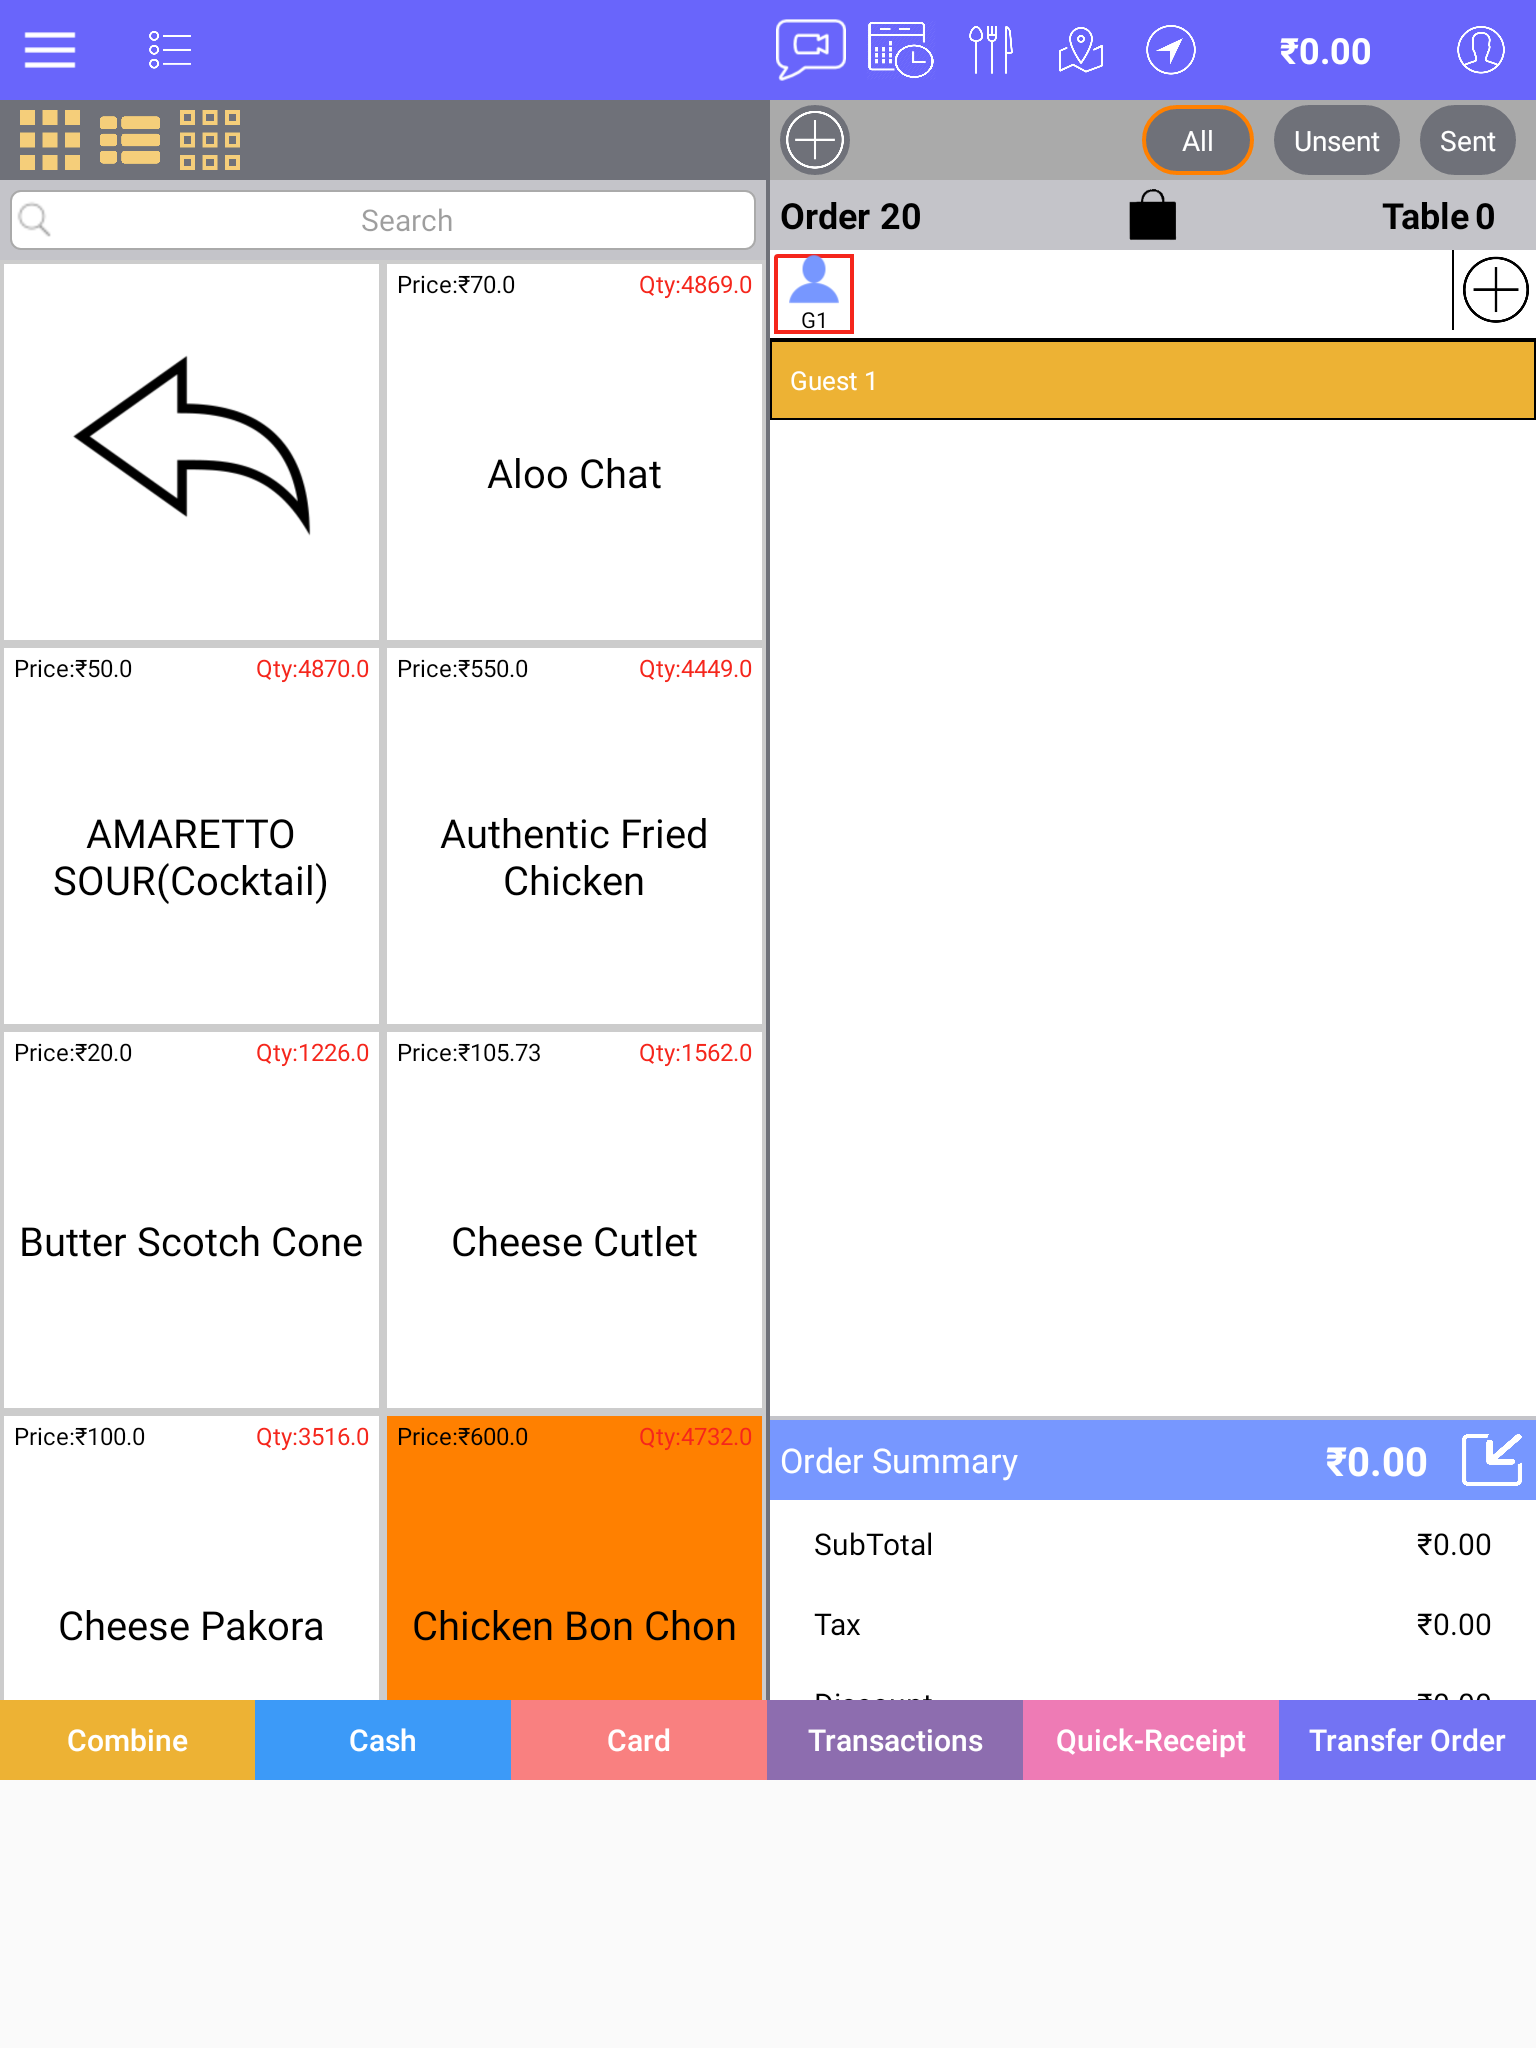 ₹0.00
All
Unsent
Sent
Search
Order 20
Table 0
G1
Guest 1
Price:₹70.0
Qty:4869.0
Aloo Chat
Price:₹50.0
Qty:4870.0
AMARETTO
SOUR(Cocktail)
Price:₹550.0
Qty:4449.0
Authentic Fried
Chicken
Price:₹20.0
Qty:1226.0
Butter Scotch Cone
Price:₹105.73
Qty:1562.0
Cheese Cutlet
Price:₹100.0
Qty:3516.0
Cheese Pakora
Price:₹600.0
Qty:4732.0
Chicken Bon Chon
Order Summary
₹0.00
SubTotal
₹0.00
Tax
₹0.00
Discount
₹0.00
Combine
Cash
Card
Transactions
Quick-Receipt
Transfer Order